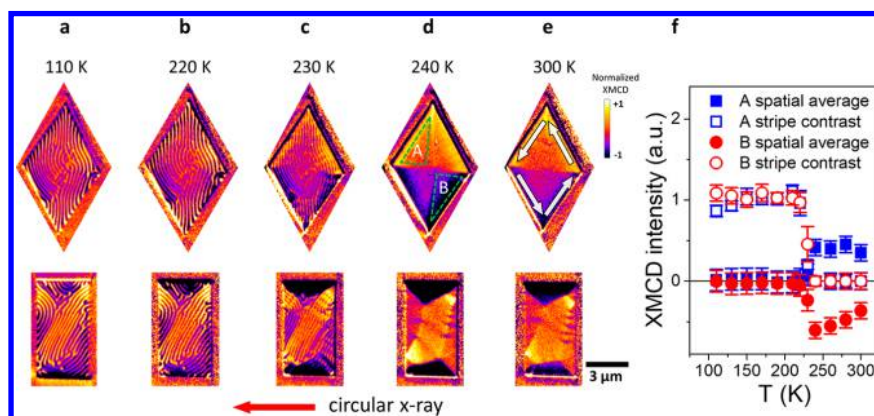 a b c d e f
110 K 220 K 230 K 240 K 300 K
Normalized
XMCD
+1
-1
A
B
3 μm
circular x-ray
A spatial average
A stripe contrast
B spatial average
B stripe contrast
XMCD intensity (a.u.)
2
1
0
100 150 200 250 300
T (K)